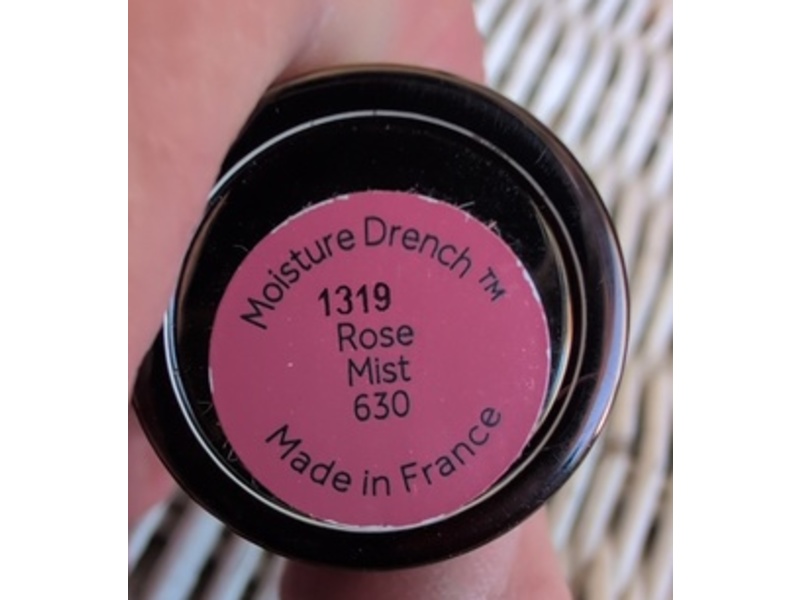 Moisture Drench ™
1319
Rose
Mist
630
Made in France